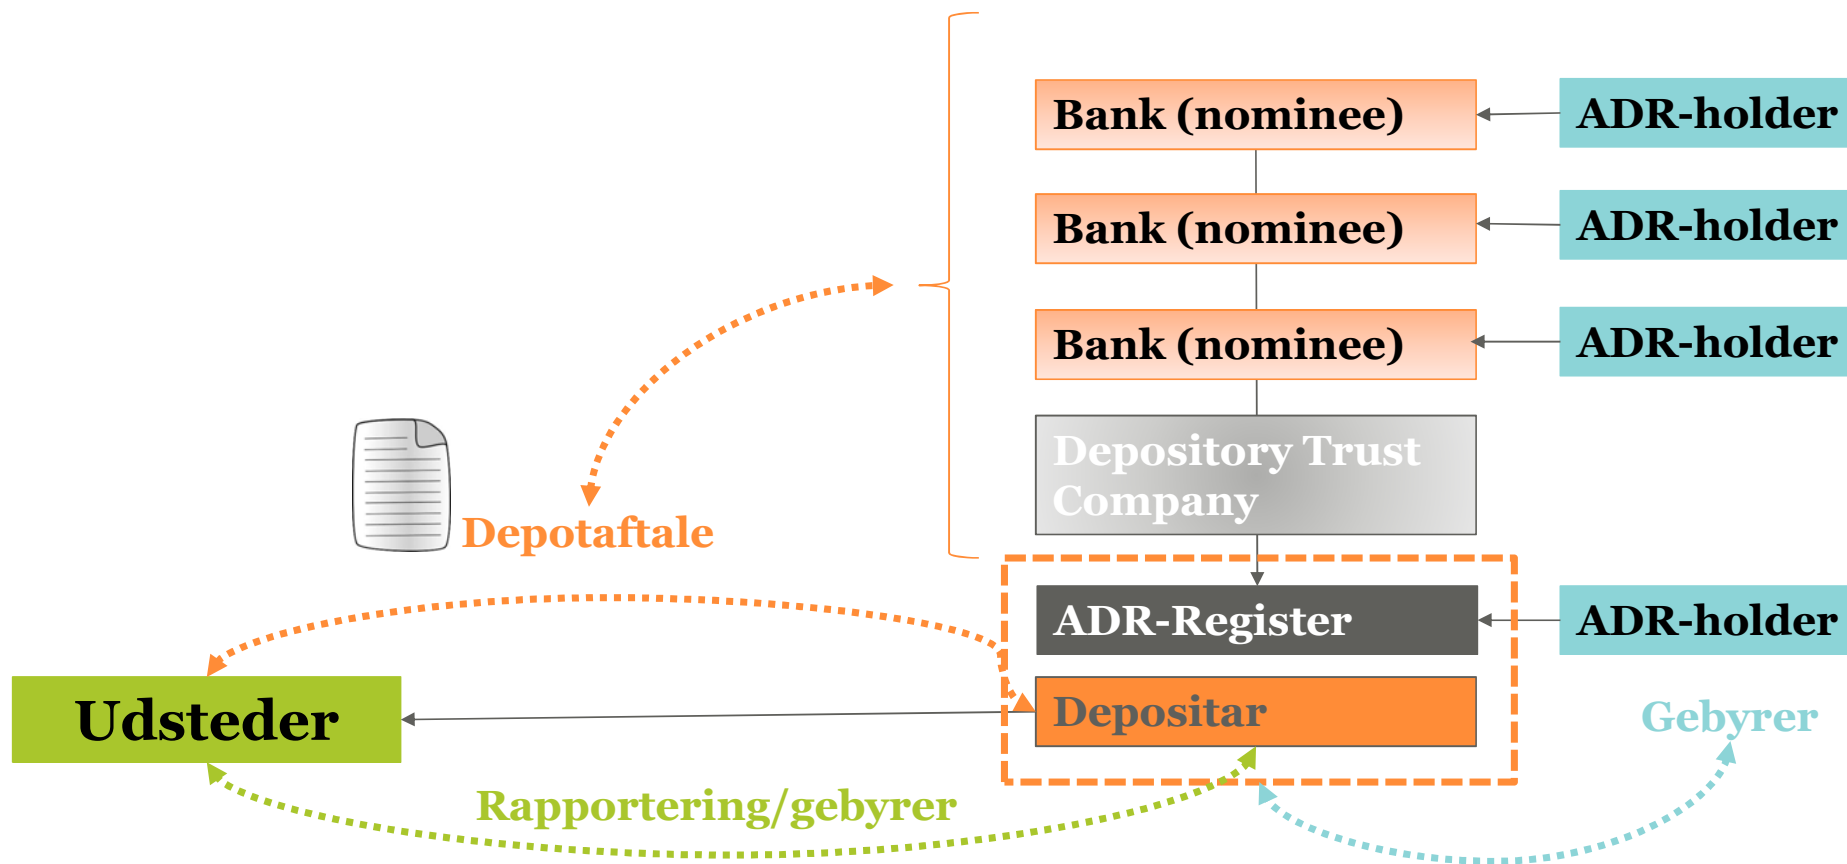 Bank (nominee)
ADR-holder
Bank (nominee)
ADR-holder
Bank (nominee)
ADR-holder
Depository Trust
Company
Depotaftale
ADR-Register
ADR-holder
Udsteder
Depositar
Gebyrer
Rapportering/gebyrer